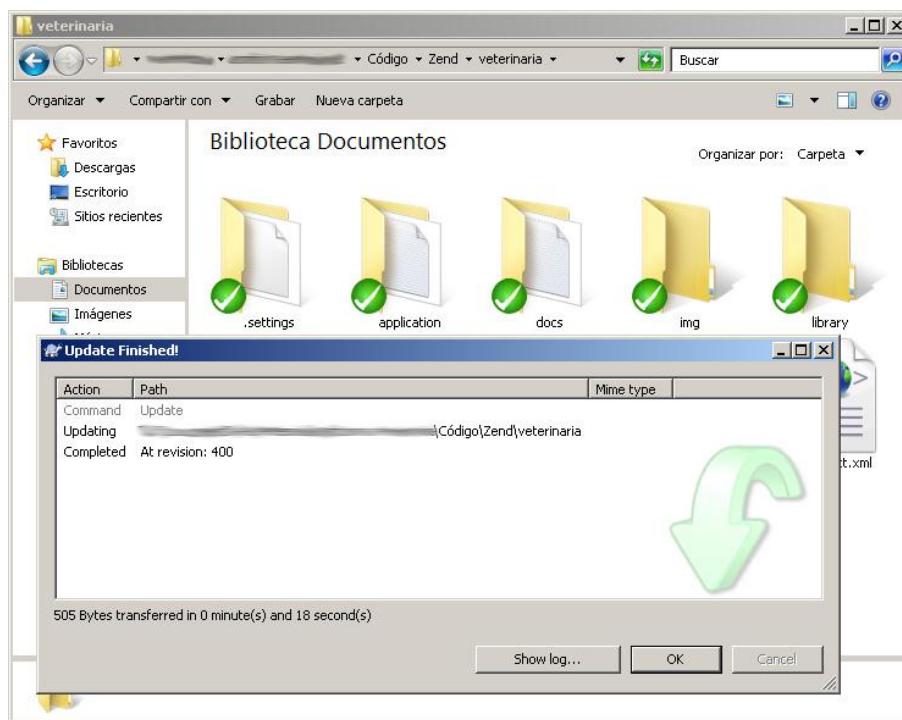 veterinaria
Código Zend veterinaria Buscar
Organizar Compartir con Grabar Nueva carpeta
Favoritos
Descargas
Escritorio
Sitios recientes
Bibliotecas
Documentos
Imágenes
Biblioteca Documentos
Organizar por: Carpeta
.settings application docs img library
Update Finished!
Action Path Mime type
Command Update
Updating \Código\Zend\veterinaria
Completed At revision: 400
505 Bytes transferred in 0 minute(s) and 18 second(s)
Show log... OK Cancel